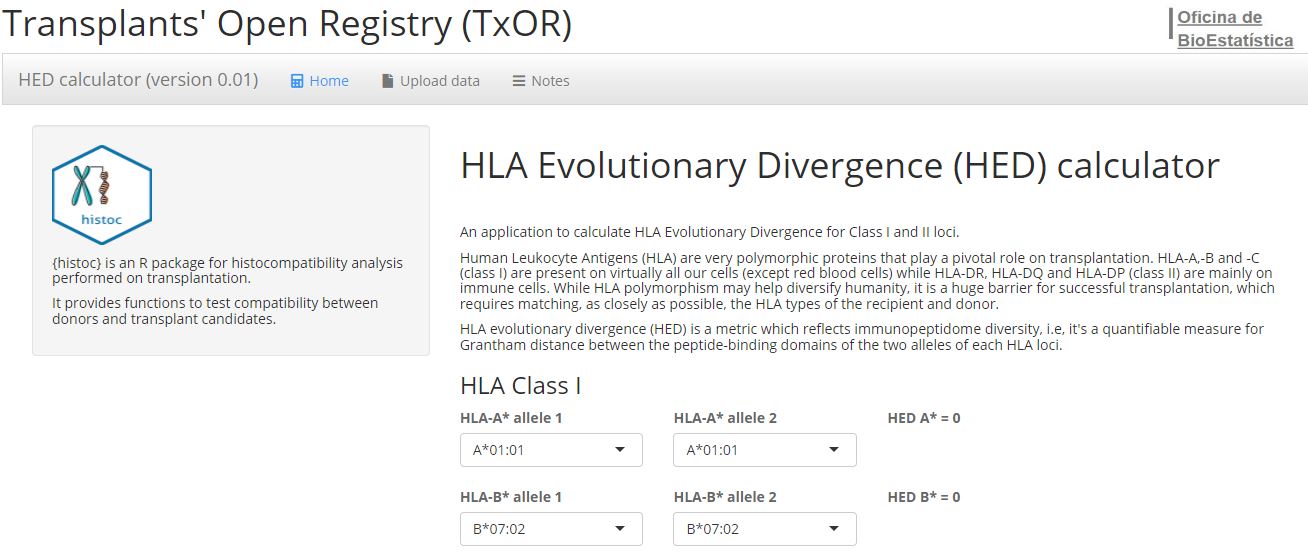 Transplants' Open Registry (TxOR)
Oficina de
BioEstatística
HED calculator (version 0.01) Home Upload data Notes
histoc
{histoc} is an R package for histocompatibility analysis
performed on transplantation.
It provides functions to test compatibility between
donors and transplant candidates.
HLA Evolutionary Divergence (HED) calculator
An application to calculate HLA Evolutionary Divergence for Class I and II loci.
Human Leukocyte Antigens (HLA) are very polymorphic proteins that play a pivotal role on transplantation. HLA-A,-B and -C
(class I) are present on virtually all our cells (except red blood cells) while HLA-DR, HLA-DQ and HLA-DP (class II) are mainly on
immune cells. While HLA polymorphism may help diversify humanity, it is a huge barrier for successful transplantation, which
requires matching, as closely as possible, the HLA types of the recipient and donor.
HLA evolutionary divergence (HED) is a metric which reflects immunopeptidome diversity, i.e, it's a quantifiable measure for
Grantham distance between the peptide-binding domains of the two alleles of each HLA loci.
HLA Class I
HLA-A* allele 1 HLA-A* allele 2 HED A* = 0
A*01:01 A*01:01
HLA-B* allele 1 HLA-B* allele 2 HED B* = 0
B*07:02 B*07:02